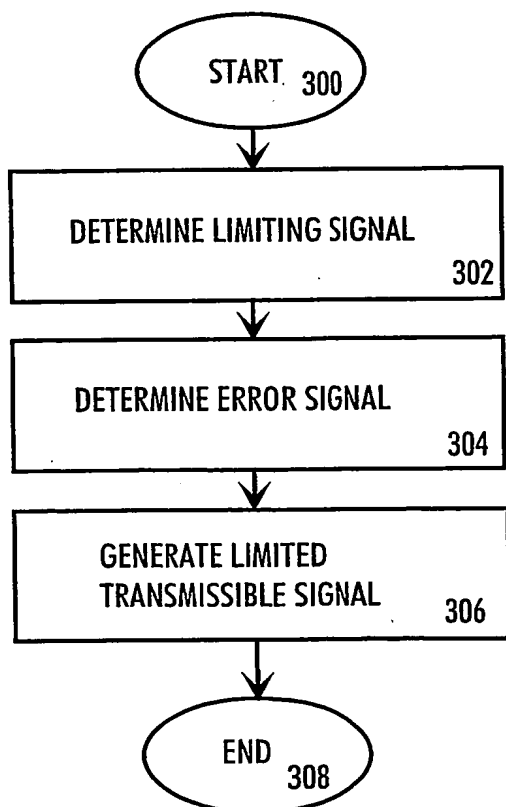 START 300
DETERMINE LIMITING SIGNAL
302
DETERMINE ERROR SIGNAL
304
GENERATE LIMITED
TRANSMISSIBLE SIGNAL 306
END
308